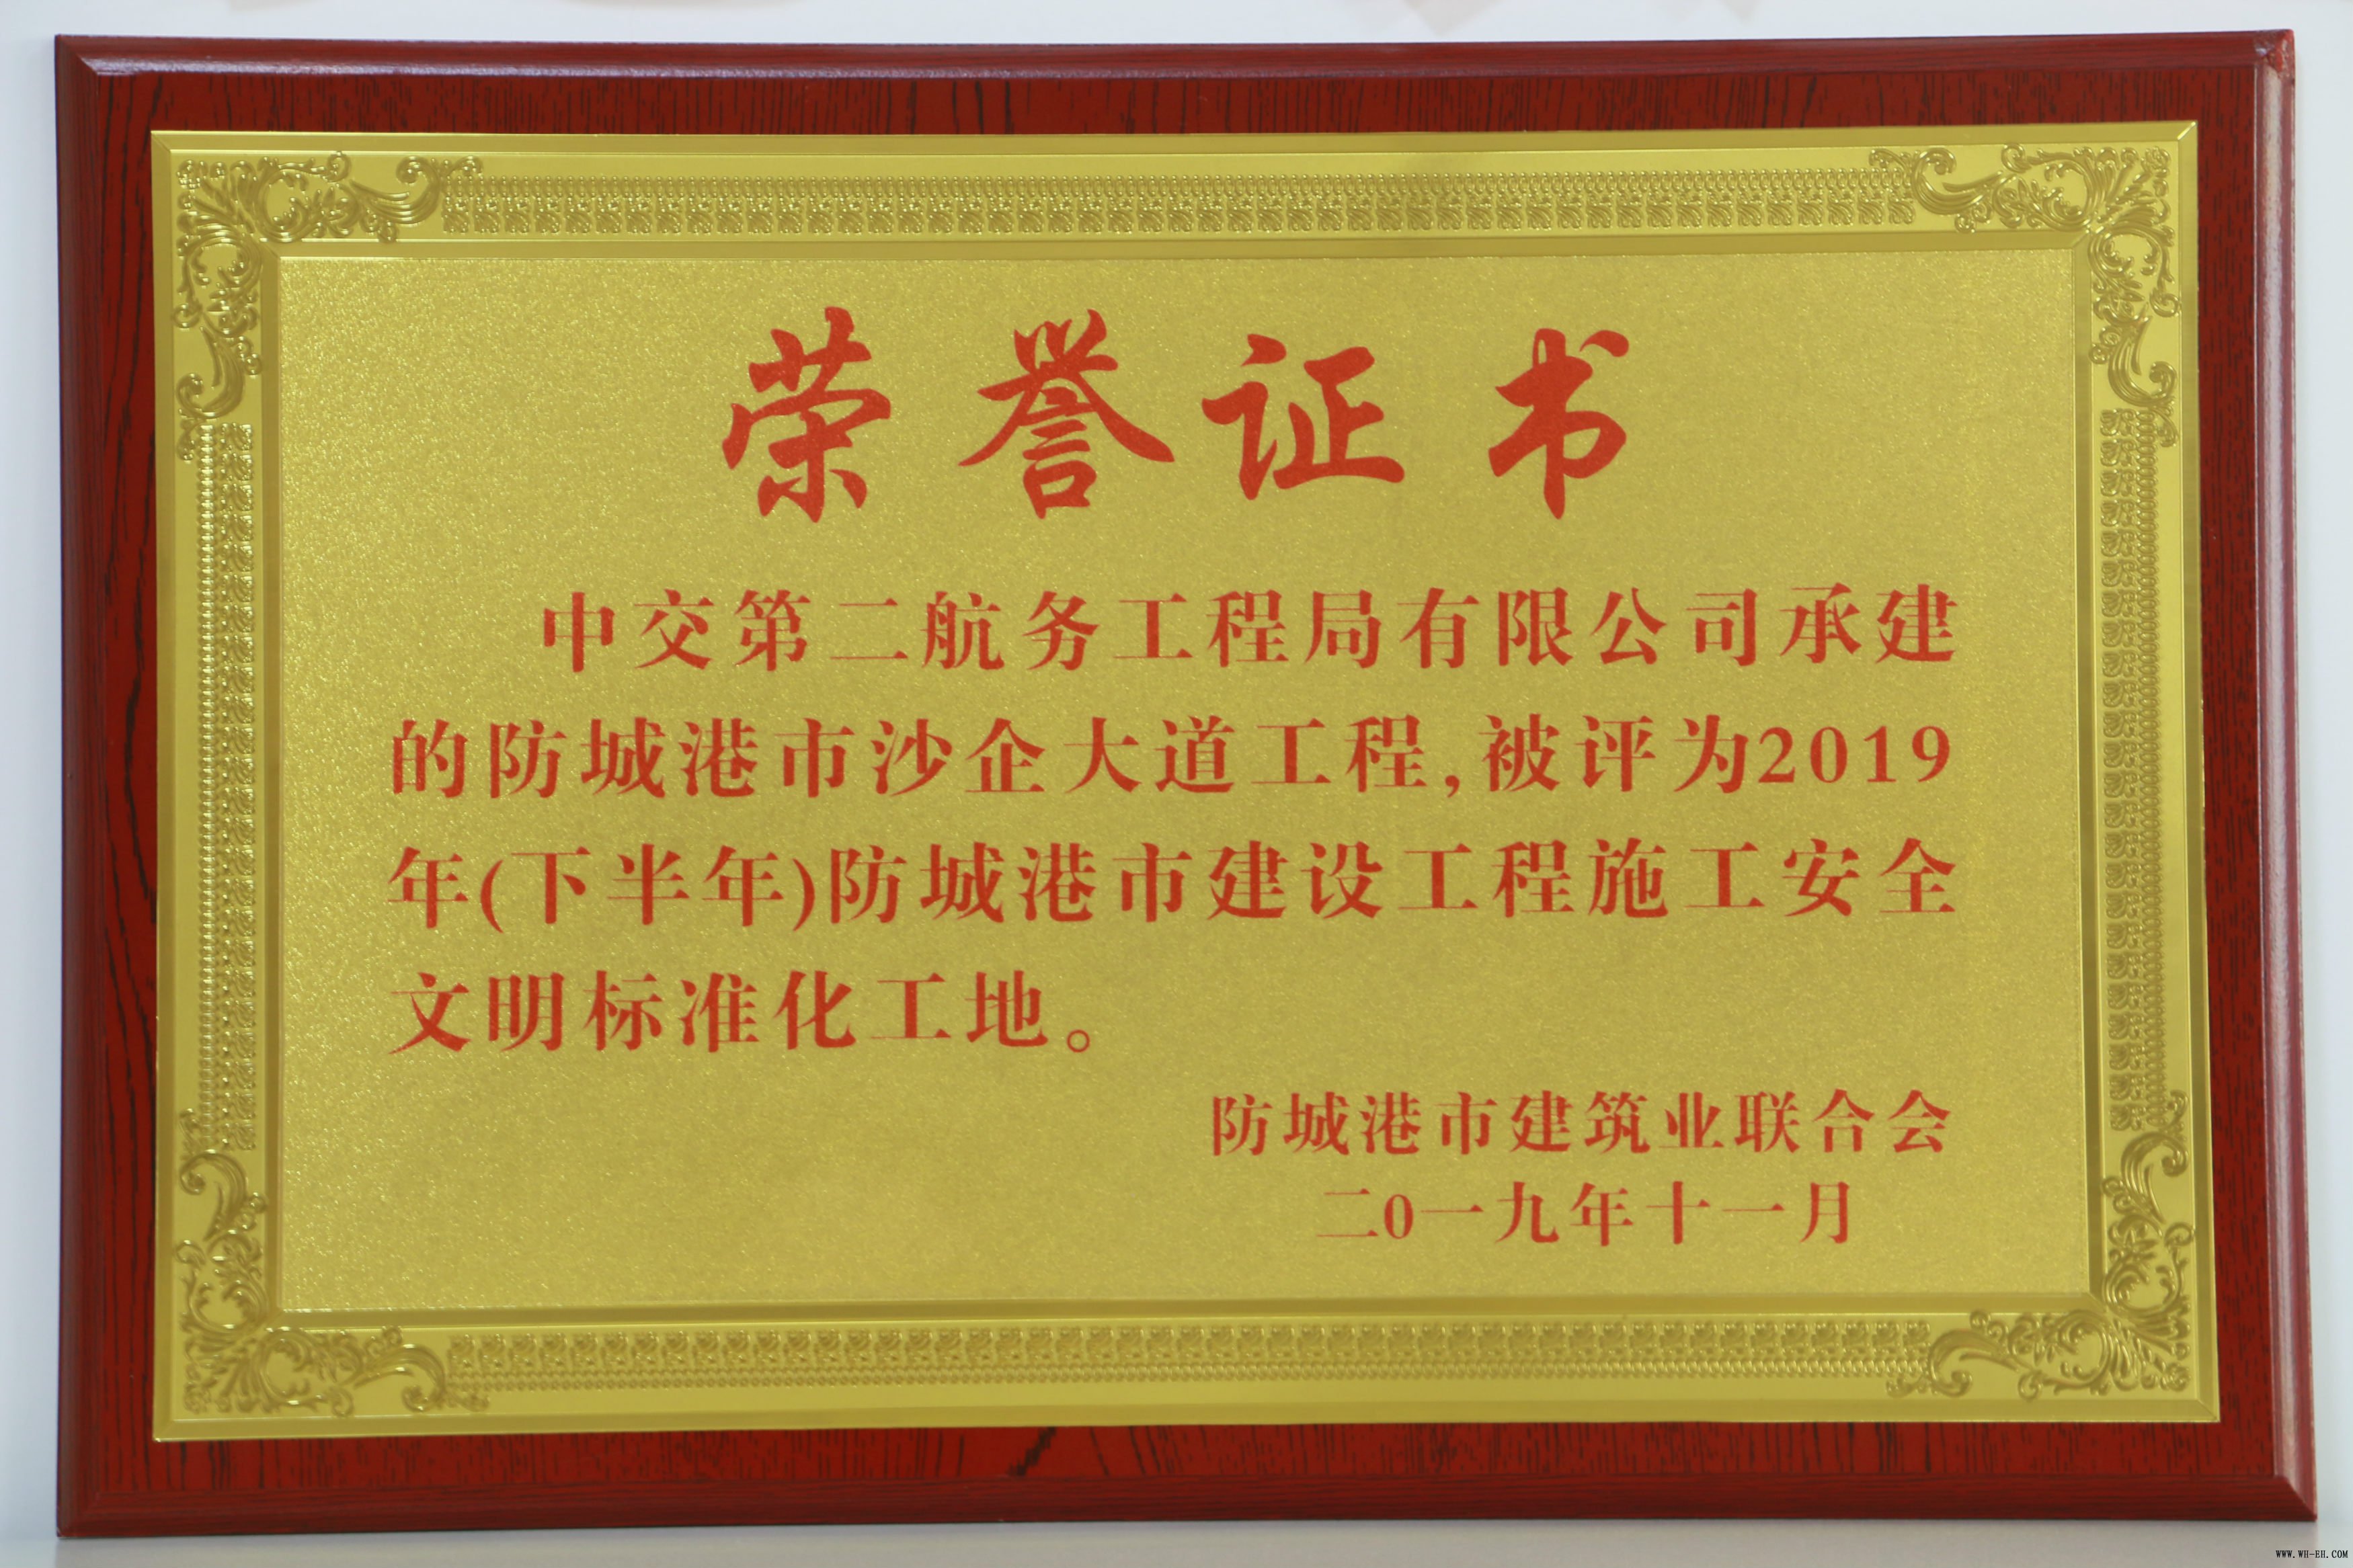 荣誉证书
中交第二航务工程局有限公司承建
的防城港市沙企大道工程,被评为2019
年(下半年)防城港市建设工程施工安全
文明标准化工地。
防城港市建筑业联合会
二0一九年十一月
WWW.WH-EH.COM